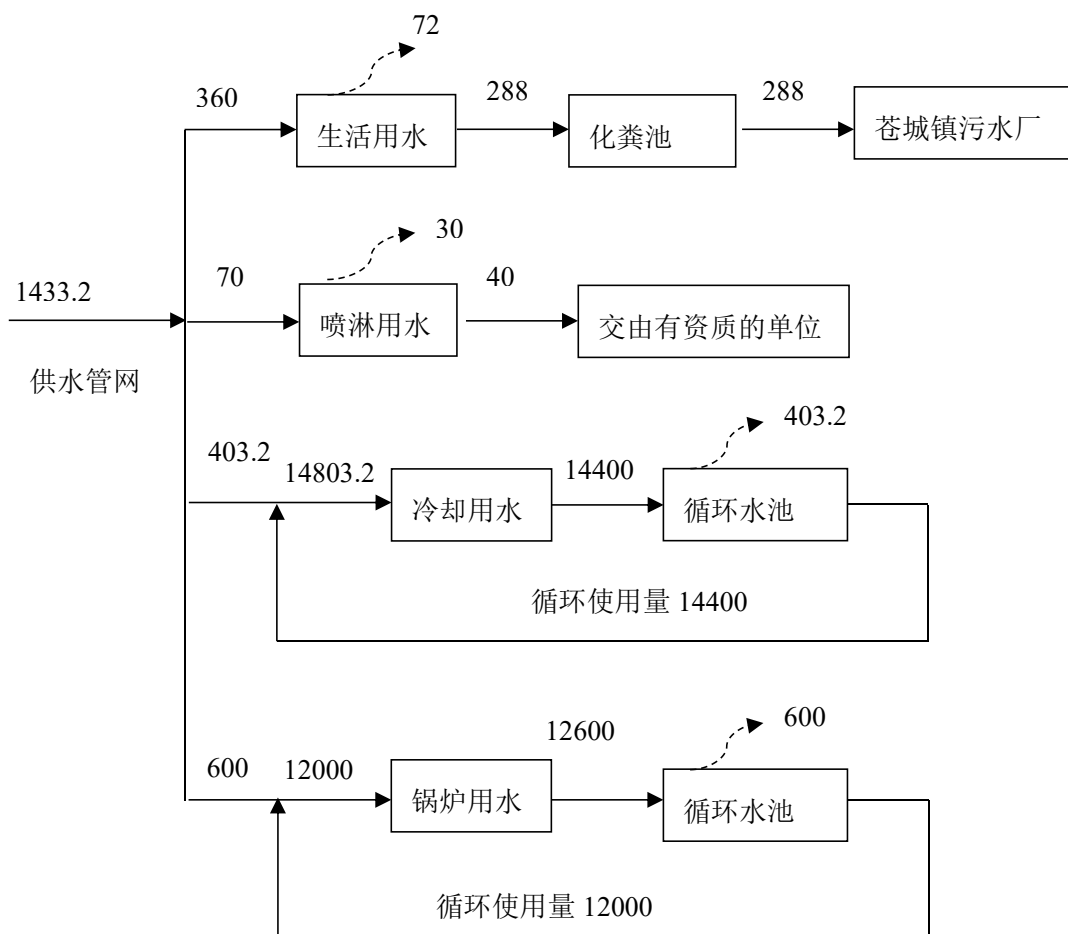 72
360
288
288
生活用水
化粪池
苍城镇污水厂
30
1433.2
70
40
喷淋用水
交由有资质的单位
供水管网
403.2
403.2
14803.2
14400
冷却用水
循环水池
循环使用量 14400
600
12600
600
12000
锅炉用水
循环水池
循环使用量 12000